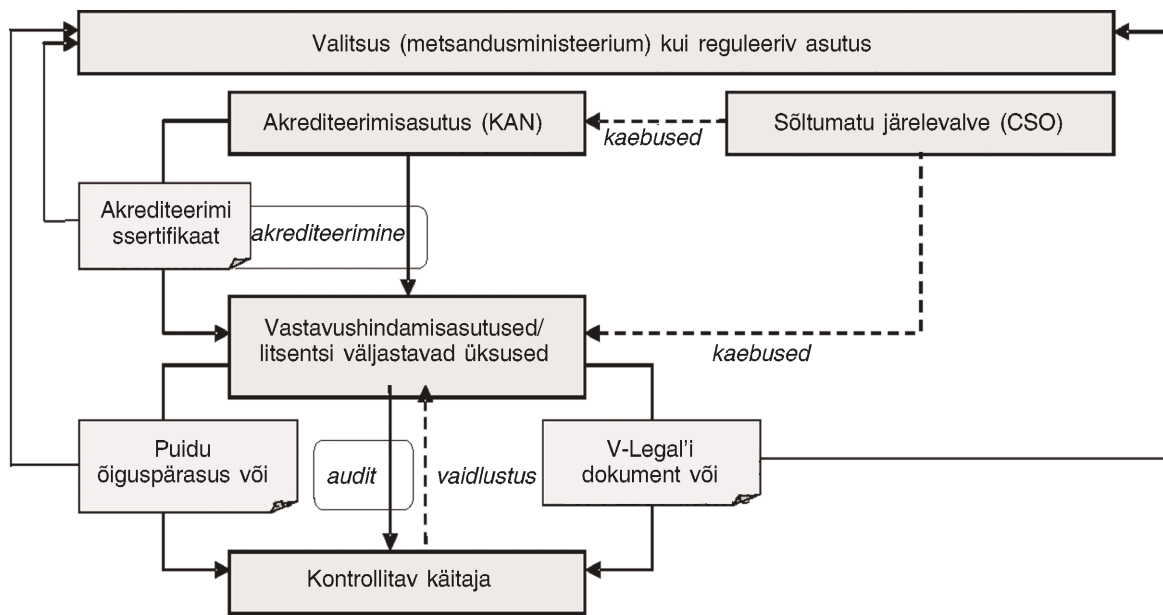 Valitsus (metsandusministeerium) kui reguleeriv asutus
Akrediteerimisasutus (KAN)
kaebused
Sõltumatu järelevalve (CSO)
Akrediteerimi
ssertifikaat
akrediteerimine
Vastavushindamisasutused/
litsentsi väljastavad üksused
kaebused
Puidu
õiguspärasus või
audit
vaidlustus
V-Legal'i
dokument või
Kontrollitav käitaja